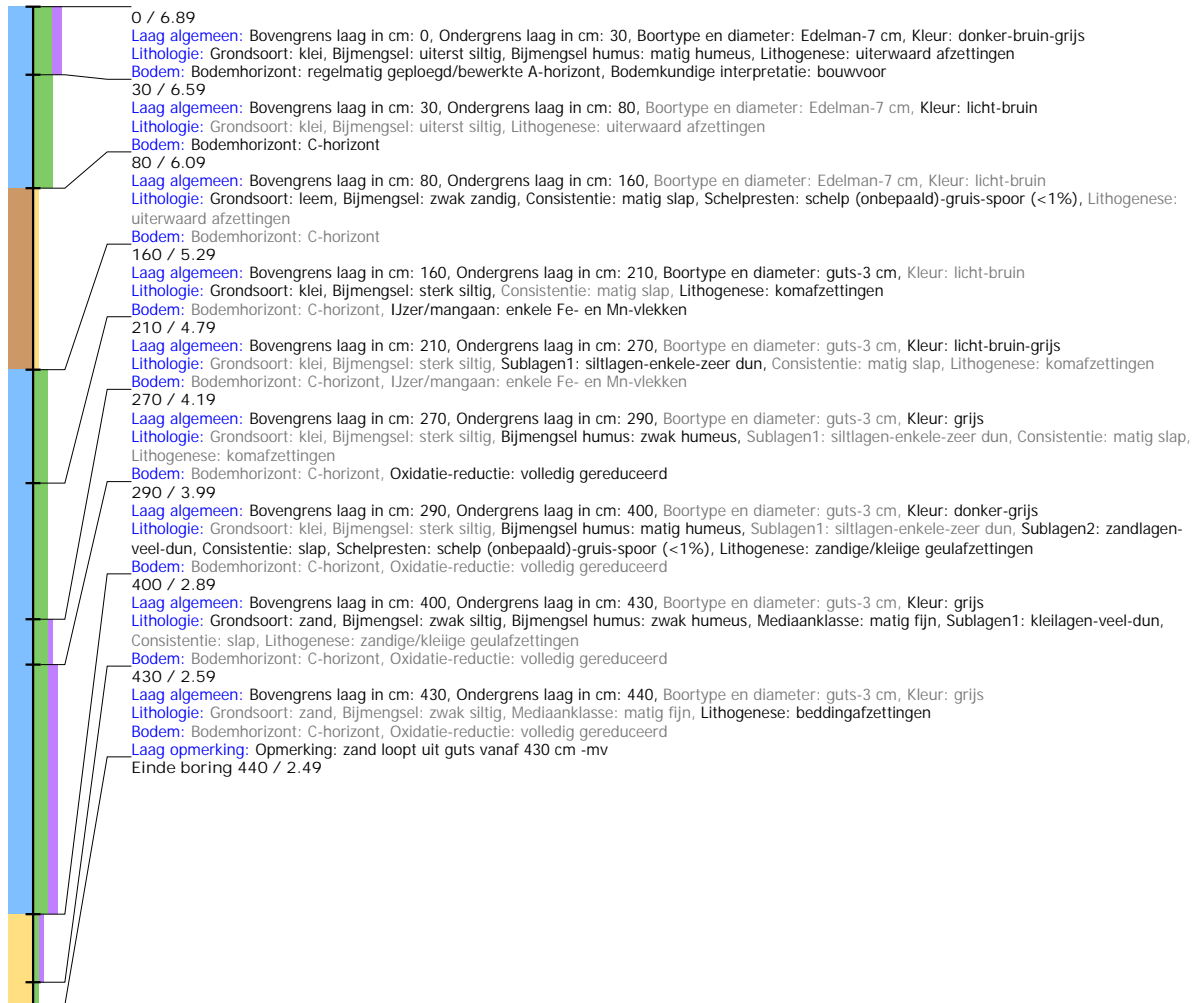 0 / 6.89
Laag algemeen: Bovengrens laag in cm: 0, Ondergrens laag in cm: 30, Boortype en diameter: Edelman-7 cm, Kleur: donker-bruin-grijs
Lithologie: Grondsoort: klei, Bijmengsel: uiterst siltig, Bijmengsel humus: matig humeus, Lithogenese: uiterwaard afzettingen
Bodem: Bodemhorizont: regelmatig geploegd/bewerkte A-horizont, Bodemkundige interpretatie: bouwvoor
30 / 6.59
Laag algemeen: Bovengrens laag in cm: 30, Ondergrens laag in cm: 80, Boortype en diameter: Edelman-7 cm, Kleur: licht-bruin
Lithologie: Grondsoort: klei, Bijmengsel: uiterst siltig, Lithogenese: uiterwaard afzettingen
Bodem: Bodemhorizont: C-horizont
80 / 6.09
Laag algemeen: Bovengrens laag in cm: 80, Ondergrens laag in cm: 160, Boortype en diameter: Edelman-7 cm, Kleur: licht-bruin
Lithologie: Grondsoort: leem, Bijmengsel: zwak zandig, Consistentie: matig slap, Schelpresten: schelp (onbepaald)-gruis-spoor (<1%), Lithogenese:
uiterwaard afzettingen
Bodem: Bodemhorizont: C-horizont
160 / 5.29
Laag algemeen: Bovengrens laag in cm: 160, Ondergrens laag in cm: 210, Boortype en diameter: guts-3 cm, Kleur: licht-bruin
Lithologie: Grondsoort: klei, Bijmengsel: sterk siltig, Consistentie: matig slap, Lithogenese: komafzettingen
Bodem: Bodemhorizont: C-horizont, IJzer/mangaan: enkele Fe- en Mn-vlekken
210 / 4.79
Laag algemeen: Bovengrens laag in cm: 210, Ondergrens laag in cm: 270, Boortype en diameter: guts-3 cm, Kleur: licht-bruin-grijs
Lithologie: Grondsoort: klei, Bijmengsel: sterk siltig, Sublagen1: siltlagen-enkele-zeer dun, Consistentie: matig slap, Lithogenese: komafzettingen
Bodem: Bodemhorizont: C-horizont, IJzer/mangaan: enkele Fe- en Mn-vlekken
270 / 4.19
Laag algemeen: Bovengrens laag in cm: 270, Ondergrens laag in cm: 290, Boortype en diameter: guts-3 cm, Kleur: grijs
Lithologie: Grondsoort: klei, Bijmengsel: sterk siltig, Bijmengsel humus: zwak humeus, Sublagen1: siltlagen-enkele-zeer dun, Consistentie: matig slap,
Lithogenese: komafzettingen
Bodem: Bodemhorizont: C-horizont, Oxidatie-reductie: volledig gereduceerd
290 / 3.99
Laag algemeen: Bovengrens laag in cm: 290, Ondergrens laag in cm: 400, Boortype en diameter: guts-3 cm, Kleur: donker-grijs
Lithologie: Grondsoort: klei, Bijmengsel: sterk siltig, Bijmengsel humus: matig humeus, Sublagen1: siltlagen-enkele-zeer dun, Sublagen2: zandlagen-
veel-dun, Consistentie: slap, Schelpresten: schelp (onbepaald)-gruis-spoor (<1%), Lithogenese: zandige/kleiige geulafzettingen
Bodem: Bodemhorizont: C-horizont, Oxidatie-reductie: volledig gereduceerd
400 / 2.89
Laag algemeen: Bovengrens laag in cm: 400, Ondergrens laag in cm: 430, Boortype en diameter: guts-3 cm, Kleur: grijs
Lithologie: Grondsoort: zand, Bijmengsel: zwak siltig, Bijmengsel humus: zwak humeus, Mediaanklasse: matig fijn, Sublagen1: kleilagen-veel-dun,
Consistentie: slap, Lithogenese: zandige/kleiige geulafzettingen
Bodem: Bodemhorizont: C-horizont, Oxidatie-reductie: volledig gereduceerd
430 / 2.59
Laag algemeen: Bovengrens laag in cm: 430, Ondergrens laag in cm: 440, Boortype en diameter: guts-3 cm, Kleur: grijs
Lithologie: Grondsoort: zand, Bijmengsel: zwak siltig, Mediaanklasse: matig fijn, Lithogenese: beddingafzettingen
Bodem: Bodemhorizont: C-horizont, Oxidatie-reductie: volledig gereduceerd
Laag opmerking: Opmerking: zand loopt uit guts vanaf 430 cm -mv
Einde boring 440 / 2.49